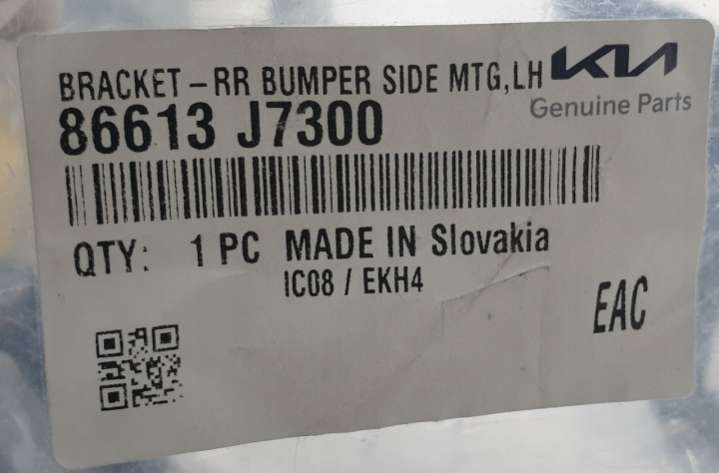 BRACKET-RR BUMPER SIDE MTG,LH
KIA
86613 J7300
Genuine Parts
QTY: 1 PC MADE IN Slovakia
IC08 / EKH4
EAC